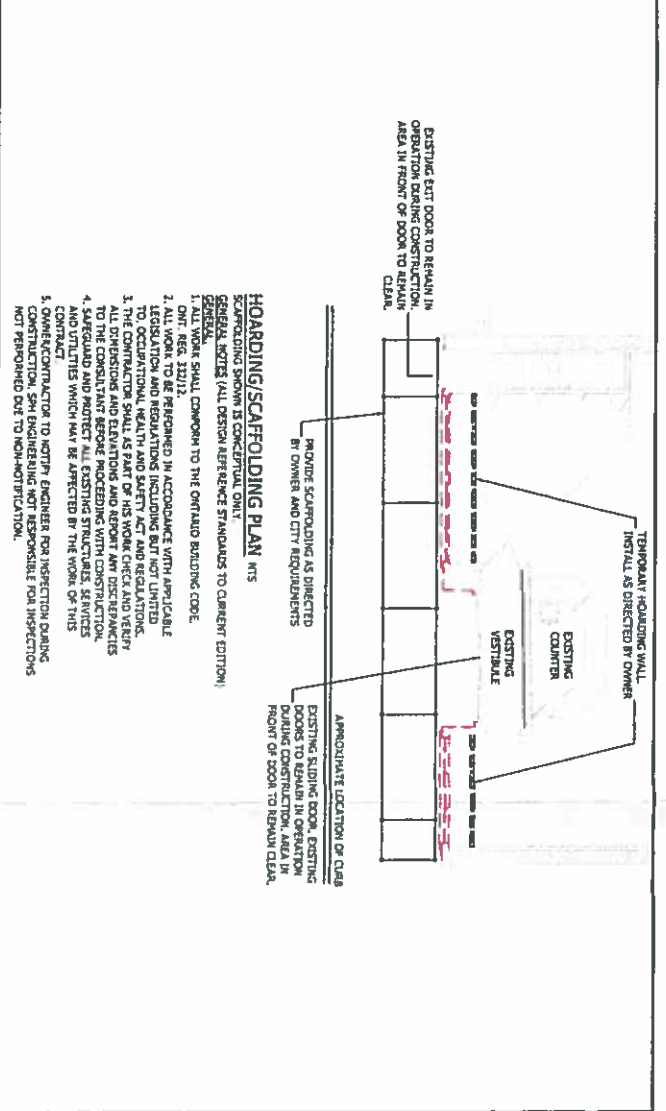 TEMPORARY HOARDING WALL
INSTALL AS DIRECTED BY OWNER
EXISTING
COUNTER
EXISTING
VESTIBULE
EXISTING EXIT DOOR TO REMAIN IN
OPERATION DURING CONSTRUCTION.
AREA IN FRONT OF DOOR TO REMAIN
CLEAR.
PROVIDE SCAFFOLDING AS DIRECTED
BY OWNER AND CITY REQUIREMENTS
APPROXIMATE LOCATION OF CURB
EXISTING SLIDING DOOR. EXISTING
DOORS TO REMAIN IN OPERATION
DURING CONSTRUCTION. AREA IN
FRONT OF DOOR TO REMAIN CLEAR.
HOARDING/SCAFFOLDING PLAN NTS
SCAFFOLDING SHOWN IS CONCEPTUAL ONLY.
GENERAL NOTES (ALL DESIGN REFERENCE STANDARDS TO CURRENT EDITION)
GENERAL
1. ALL WORK SHALL CONFORM TO THE ONTARIO BUILDING CODE,
ONT. REG. 332/12.
2. ALL WORK TO BE PERFORMED IN ACCORDANCE WITH APPLICABLE
LEGISLATION AND REGULATIONS INCLUDING BUT NOT LIMITED
TO, OCCUPATIONAL HEALTH AND SAFETY ACT AND REGULATIONS.
3. THE CONTRACTOR SHALL AS PART OF HIS WORK CHECK AND VERIFY
ALL DIMENSIONS AND ELEVATIONS AND REPORT ANY DISCREPANCIES
TO THE CONSULTANT BEFORE PROCEEDING WITH CONSTRUCTION.
4. SAFEGUARD AND PROTECT ALL EXISTING STRUCTURES, SERVICES
AND UTILITIES WHICH MAY BE AFFECTED BY THE WORK OF THIS
CONTRACT.
5. OWNER/CONTRACTOR TO NOTIFY ENGINEER FOR INSPECTION DURING
CONSTRUCTION. SPH ENGINEERING NOT RESPONSIBLE FOR INSPECTIONS
NOT PERFORMED DUE TO NON-NOTIFICATION.